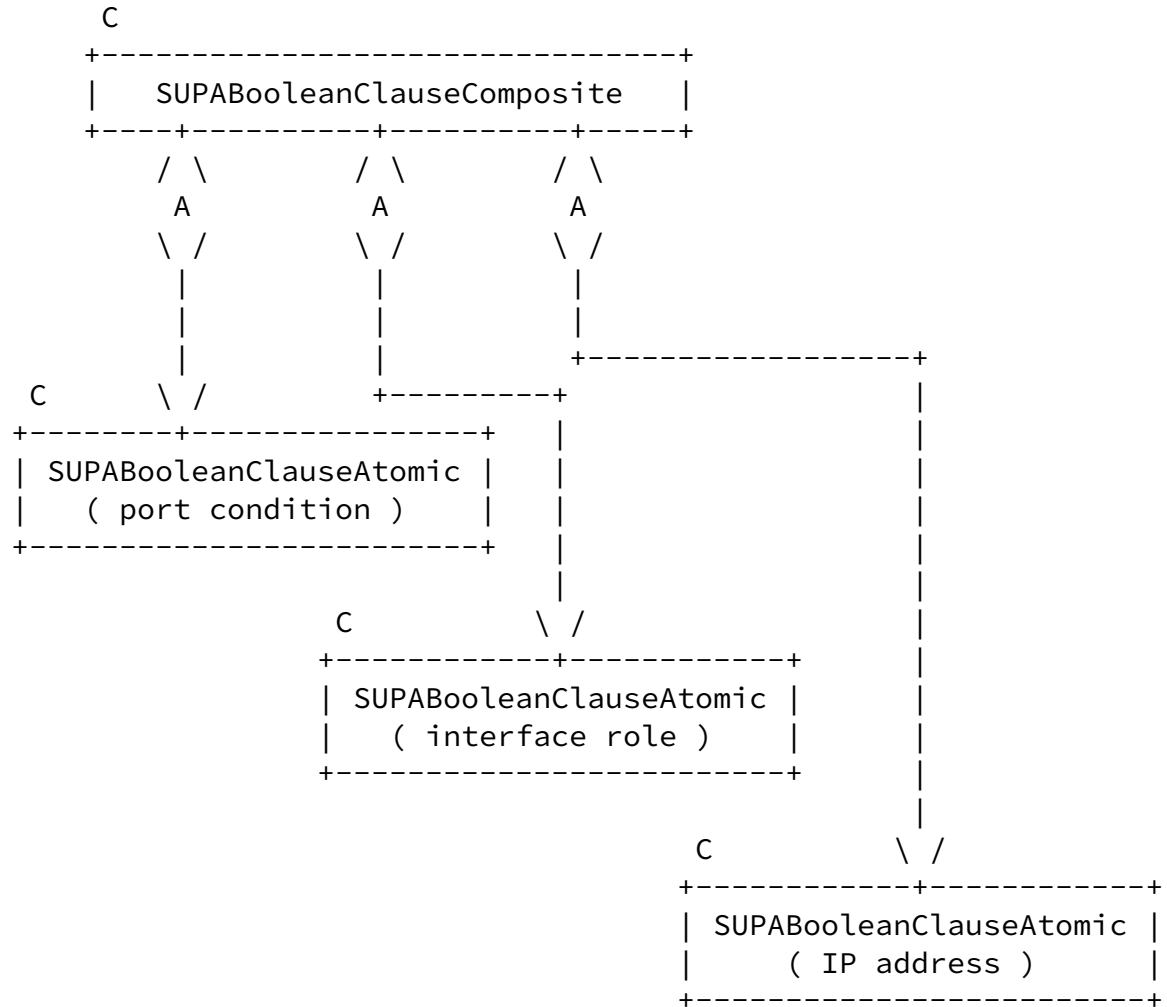 C
SUPABooleanClauseComposite
A A A
C
SUPABooleanClauseAtomic
( port condition )
C
SUPABooleanClauseAtomic
( interface role )
C
SUPABooleanClauseAtomic
( IP address )